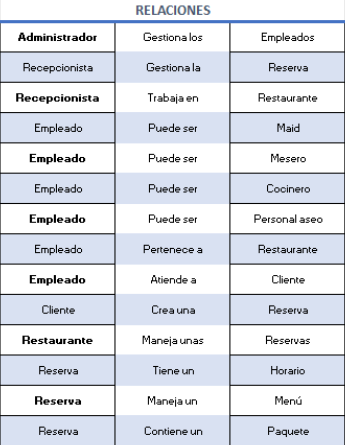 RELACIONES
Administrador Gestiona los Empleados
Recepcionista Gestiona la Reserva
Recepcionista Trabaja en Restaurante
Empleado Puede ser Maid
Empleado Puede ser Mesero
Empleado Puede ser Cocinero
Empleado Puede ser Personal aseo
Empleado Pertenece a Restaurante
Empleado Atiende a Cliente
Cliente Crea una Reserva
Restaurante Maneja unas Reservas
Reserva Tiene un Horario
Reserva Maneja un Menú
Reserva Contiene un Paquete